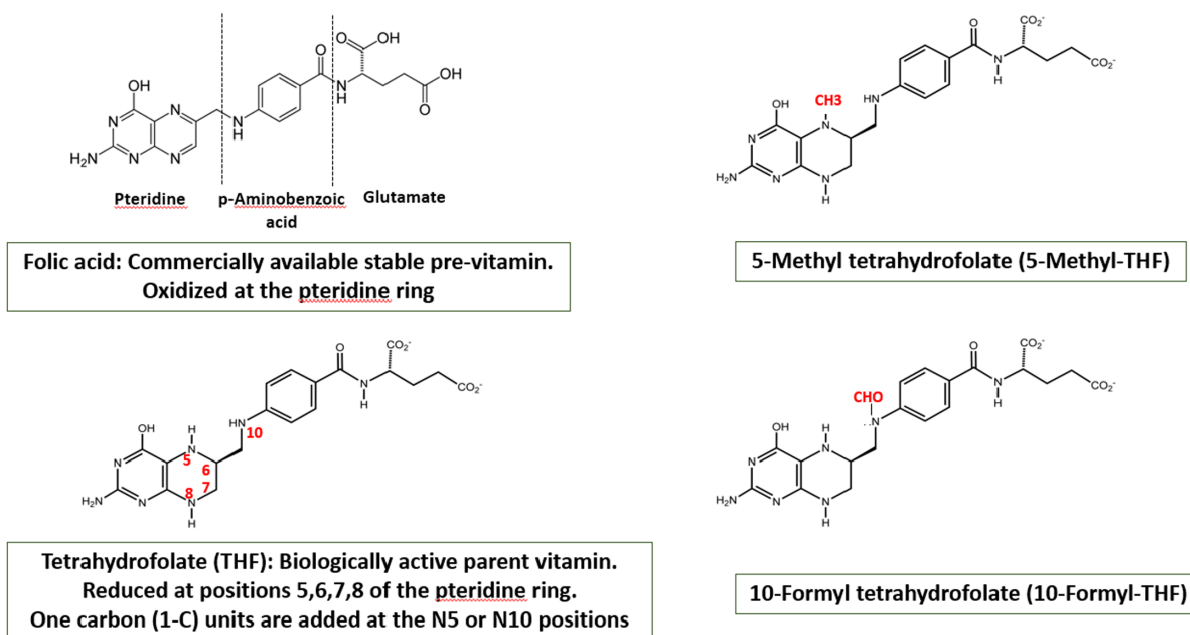 OH
N
N
H₂N
N
N
N
H
O
O
OH
N
H
OH
O
Pteridine
p-Aminobenzoic
acid
Glutamate
Folic acid: Commercially available stable pre-vitamin.
Oxidized at the pteridine ring
OH
CH3
N
N
H₂N
N
N
H
HN
O
N
H
CO₂⁻
CO₂⁻
5-Methyl tetrahydrofolate (5-Methyl-THF)
OH
H
N
N
5
6
7
8
H₂N
N
N
H
HN
10
O
N
H
CO₂⁻
CO₂⁻
Tetrahydrofolate (THF): Biologically active parent vitamin.
Reduced at positions 5,6,7,8 of the pteridine ring.
One carbon (1-C) units are added at the N5 or N10 positions
OH
H
N
N
H₂N
N
N
H
CHO
N
O
N
H
CO₂⁻
CO₂⁻
10-Formyl tetrahydrofolate (10-Formyl-THF)